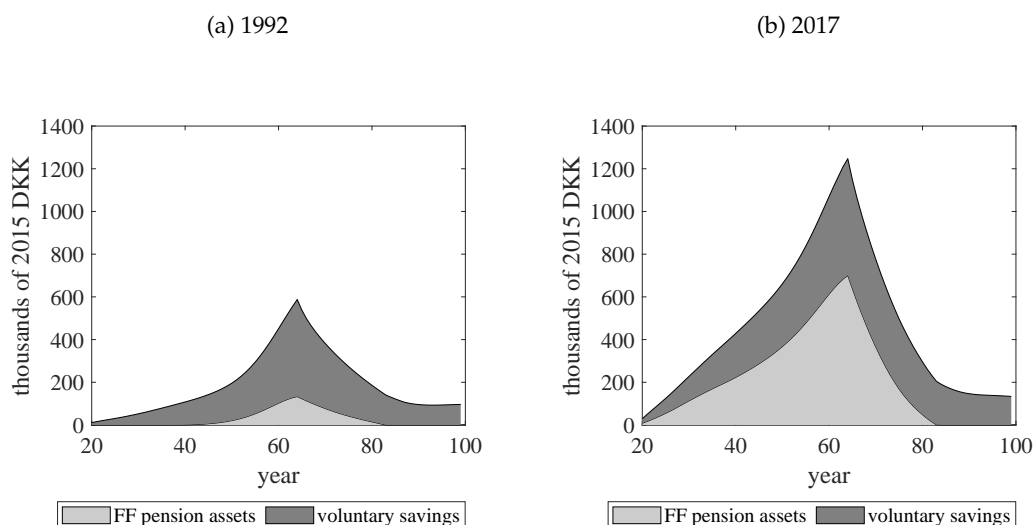 (a) 1992
thousands of 2015 DKK
1400
1200
1000
800
600
400
200
0
20 40 60 80 100
year
FF pension assets voluntary savings
(b) 2017
thousands of 2015 DKK
1400
1200
1000
800
600
400
200
0
20 40 60 80 100
year
FF pension assets voluntary savings